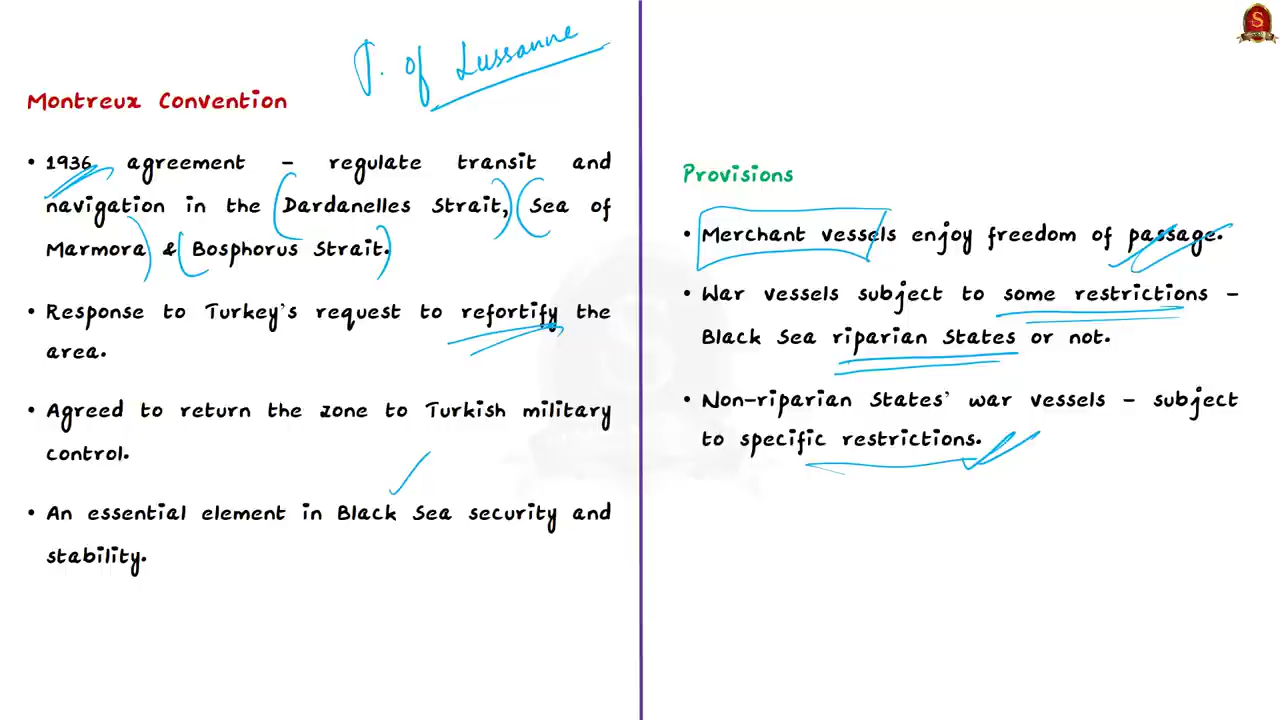 T. of Lussanne
Montreux Convention
• 1936 agreement – regulate transit and
navigation in the Dardanelles Strait, Sea of
Marmora & Bosphorus Strait.
• Response to Turkey's request to refortify the
area.
• Agreed to return the zone to Turkish military
control.
• An essential element in Black Sea security and
stability.
Provisions
• Merchant vessels enjoy freedom of passage.
• War vessels subject to some restrictions –
Black Sea riparian States or not.
• Non-riparian States' war vessels – subject
to specific restrictions.
S